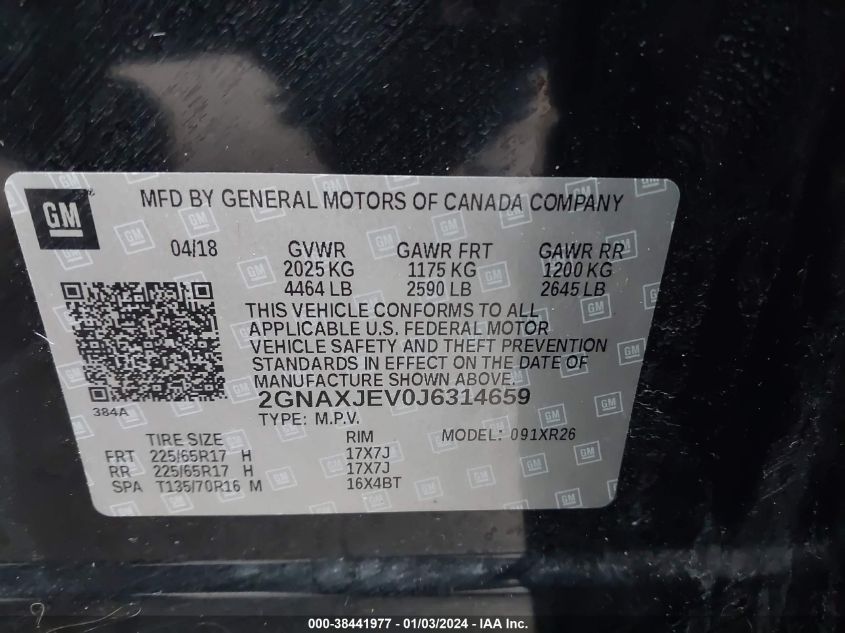 GM
MFD BY GENERAL MOTORS OF CANADA COMPANY
04/18 GVWR GAWR FRT GAWR RR
2025 KG 1175 KG 1200 KG
4464 LB 2590 LB 2645 LB
THIS VEHICLE CONFORMS TO ALL
APPLICABLE U.S. FEDERAL MOTOR
VEHICLE SAFETY AND THEFT PREVENTION
STANDARDS IN EFFECT ON THE DATE OF
MANUFACTURE SHOWN ABOVE.
2GNAXJEV0J6314659
384A
TYPE: M.P.V.
TIRE SIZE RIM MODEL: 091XR26
FRT 225/65R17 H 17X7J
RR 225/65R17 H 17X7J
SPA T135/70R16 M 16X4BT
000-38441977 - 01/03/2024 - IAA Inc.